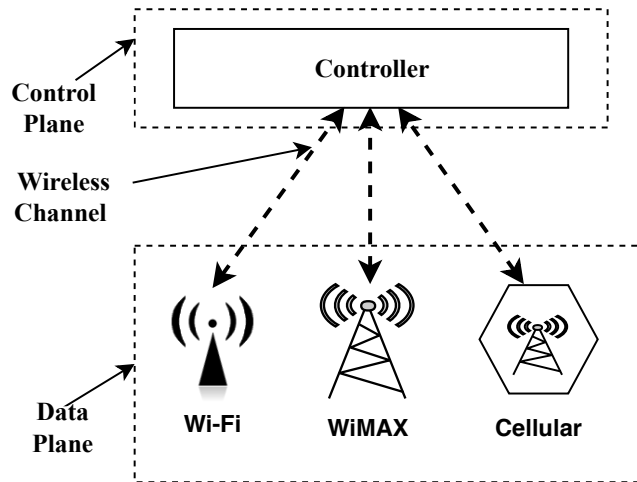 Controller
Control
Plane
Wireless
Channel
Wi-Fi
WiMAX
Cellular
Data
Plane